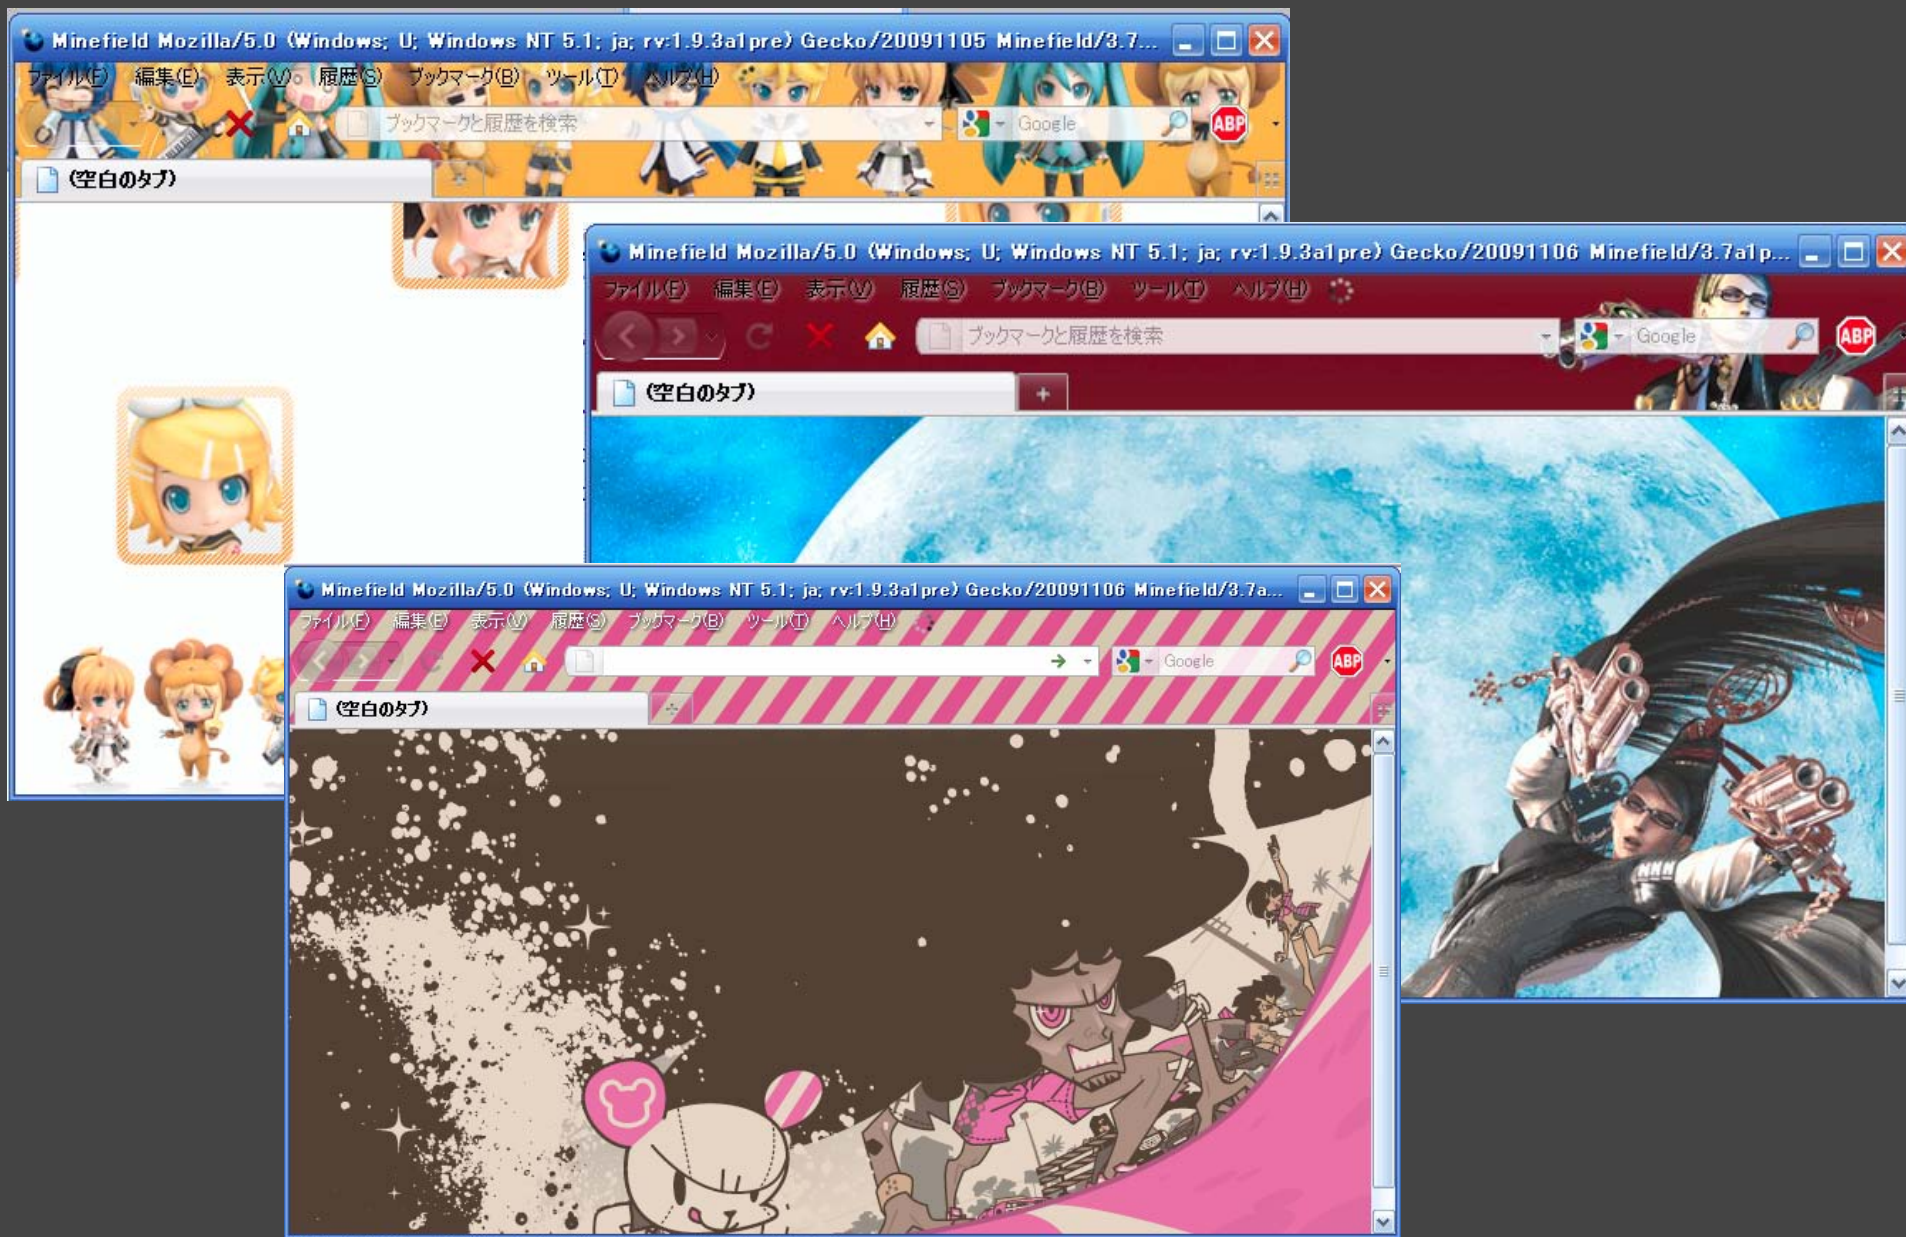 Minefield Mozilla/5.0 (Windows; U; Windows NT 5.1; ja; rv:1.9.3a1pre) Gecko/20091105 Minefield/3.7...
ファイル(F) 編集(E) 表示(V) 履歴(S) ブックマーク(B) ツール(T) ヘルプ(H)
ブックマークと履歴を検索 Google ABP
(空白のタブ)
Minefield Mozilla/5.0 (Windows; U; Windows NT 5.1; ja; rv:1.9.3a1pre) Gecko/20091106 Minefield/3.7a1p...
ファイル(F) 編集(E) 表示(V) 履歴(S) ブックマーク(B) ツール(T) ヘルプ(H)
ブックマークと履歴を検索 Google ABP
(空白のタブ)
Minefield Mozilla/5.0 (Windows; U; Windows NT 5.1; ja; rv:1.9.3a1pre) Gecko/20091106 Minefield/3.7a...
ファイル(F) 編集(E) 表示(V) 履歴(S) ブックマーク(B) ツール(T) ヘルプ(H)
Google ABP
(空白のタブ)